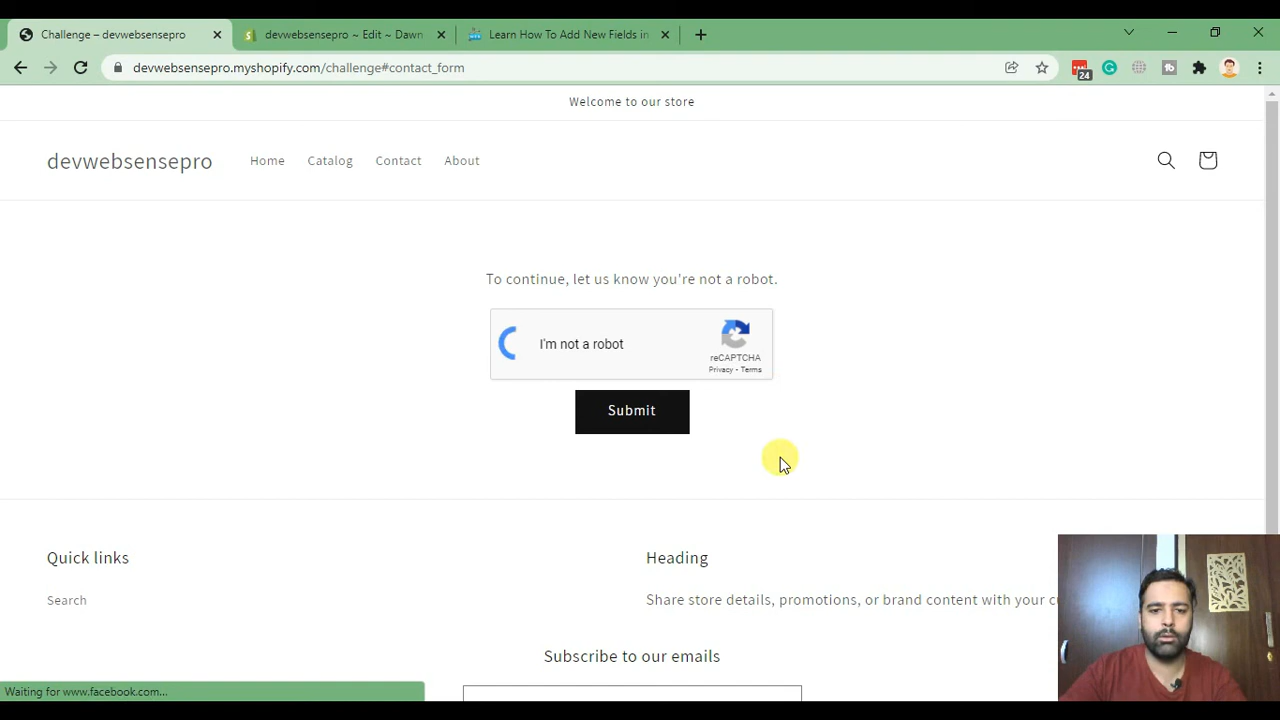 Challenge – devwebsensepro
devwebsensepro ~ Edit ~ Dawn
Learn How To Add New Fields in
devwebsensepro.myshopify.com/challenge#contact_form
24
Welcome to our store
devwebsensepro
Home
Catalog
Contact
About
To continue, let us know you're not a robot.
I'm not a robot
reCAPTCHA
Privacy - Terms
Submit
Quick links
Heading
Search
Share store details, promotions, or brand content with your cu
Subscribe to our emails
Waiting for www.facebook.com...